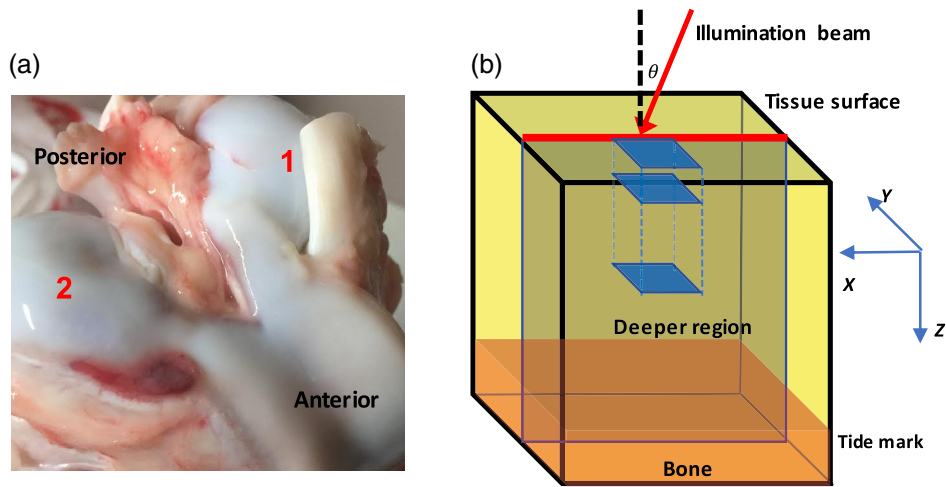 (a)
Posterior
1
2
Anterior
(b)
Illumination beam
θ
Tissue surface
Y
X
Z
Deeper region
Tide mark
Bone